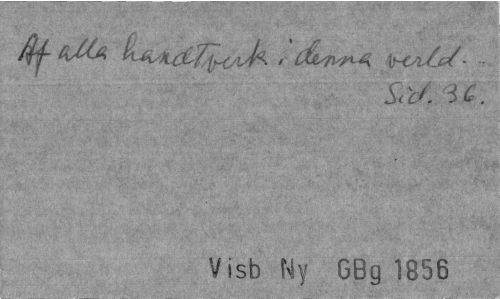 Af alla handtverk i denna verld. -
Sid. 36.
Visb Ny GBg 1856